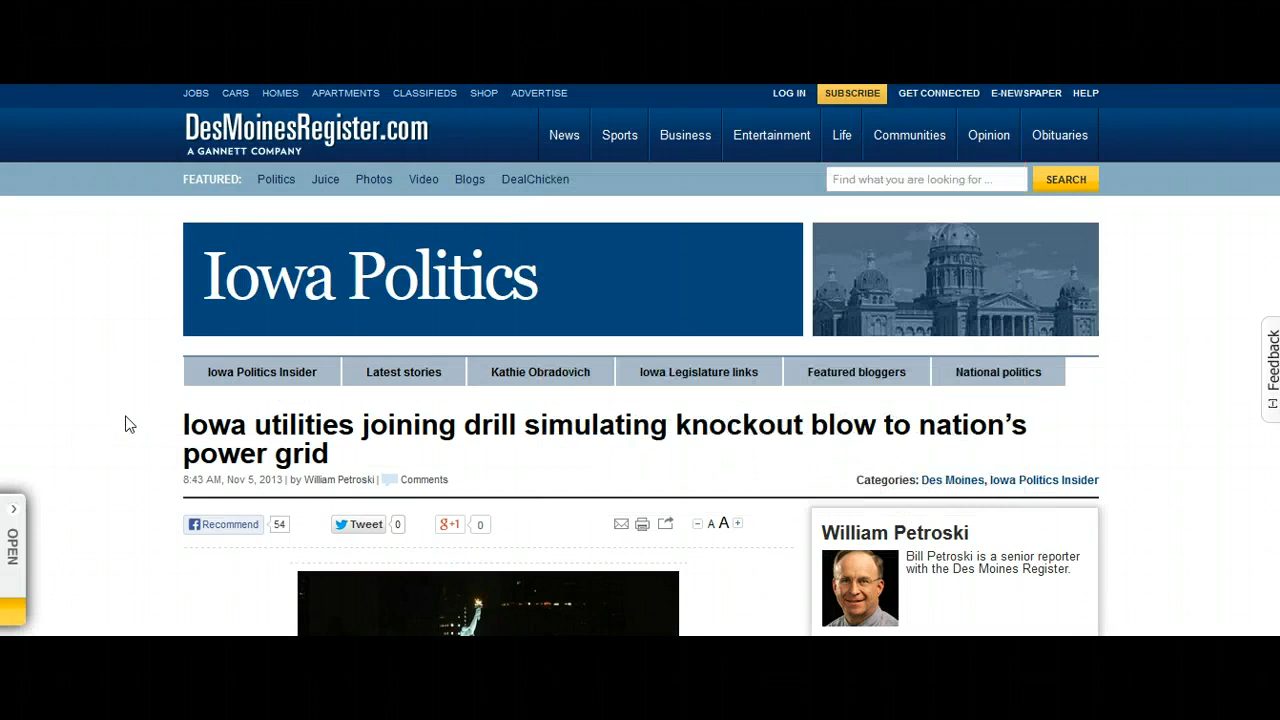 JOBS CARS HOMES APARTMENTS CLASSIFIEDS SHOP ADVERTISE LOG IN SUBSCRIBE GET CONNECTED E-NEWSPAPER HELP
DesMoinesRegister.com
A GANNETT COMPANY
News Sports Business Entertainment Life Communities Opinion Obituaries
FEATURED: Politics Juice Photos Video Blogs DealChicken Find what you are looking for ... SEARCH
Iowa Politics
Iowa Politics Insider Latest stories Kathie Obradovich Iowa Legislature links Featured bloggers National politics
Iowa utilities joining drill simulating knockout blow to nation's
power grid
8:43 AM, Nov 5, 2013 | by William Petroski | Comments
Categories: Des Moines, Iowa Politics Insider
Recommend 54 Tweet 0 g+1 0 − A A +
William Petroski
Bill Petroski is a senior reporter
with the Des Moines Register.
OPEN
[-] Feedback